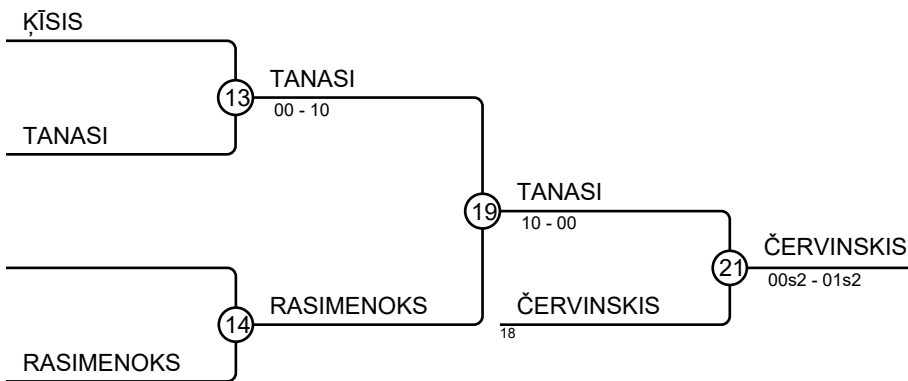 ĶĪSIS
13
TANASI
00 - 10
TANASI
19
TANASI
10 - 00
21
ČERVINSKIS
00s2 - 01s2
14
RASIMENOKS
ČERVINSKIS
18
RASIMENOKS